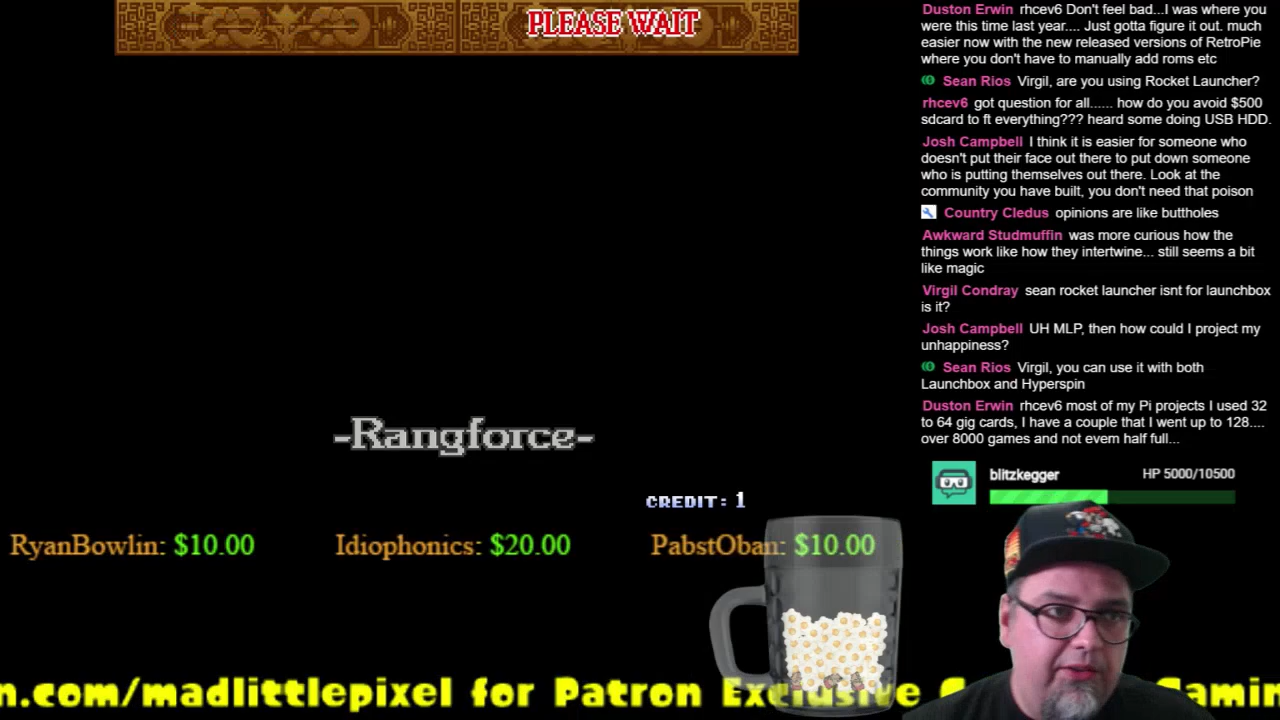 PLEASE WAIT
-Rangforce-
CREDIT: 1
RyanBowlin: $10.00 Idiophonics: $20.00 PabstOban: $10.00
Duston Erwin rhcev6 Don't feel bad...I was where you
were this time last year.... Just gotta figure it out. much
easier now with the new released versions of RetroPie
where you don't have to manually add roms etc
Sean Rios Virgil, are you using Rocket Launcher?
rhcev6 got question for all...... how do you avoid $500
sdcard to ft everything??? heard some doing USB HDD.
Josh Campbell I think it is easier for someone who
doesn't put their face out there to put down someone
who is putting themselves out there. Look at the
community you have built, you don't need that poison
Country Cledus opinions are like buttholes
Awkward Studmuffin was more curious how the
things work like how they intertwine... still seems a bit
like magic
Virgil Condray sean rocket launcher isnt for launchbox
is it?
Josh Campbell UH MLP, then how could I project my
unhappiness?
Sean Rios Virgil, you can use it with both
Launchbox and Hyperspin
Duston Erwin rhcev6 most of my Pi projects I used 32
to 64 gig cards, I have a couple that I went up to 128....
over 8000 games and not evem half full...
blitzkegger HP 5000/10500
n.com/madlittlepixel for Patron Exclusive G Gamin